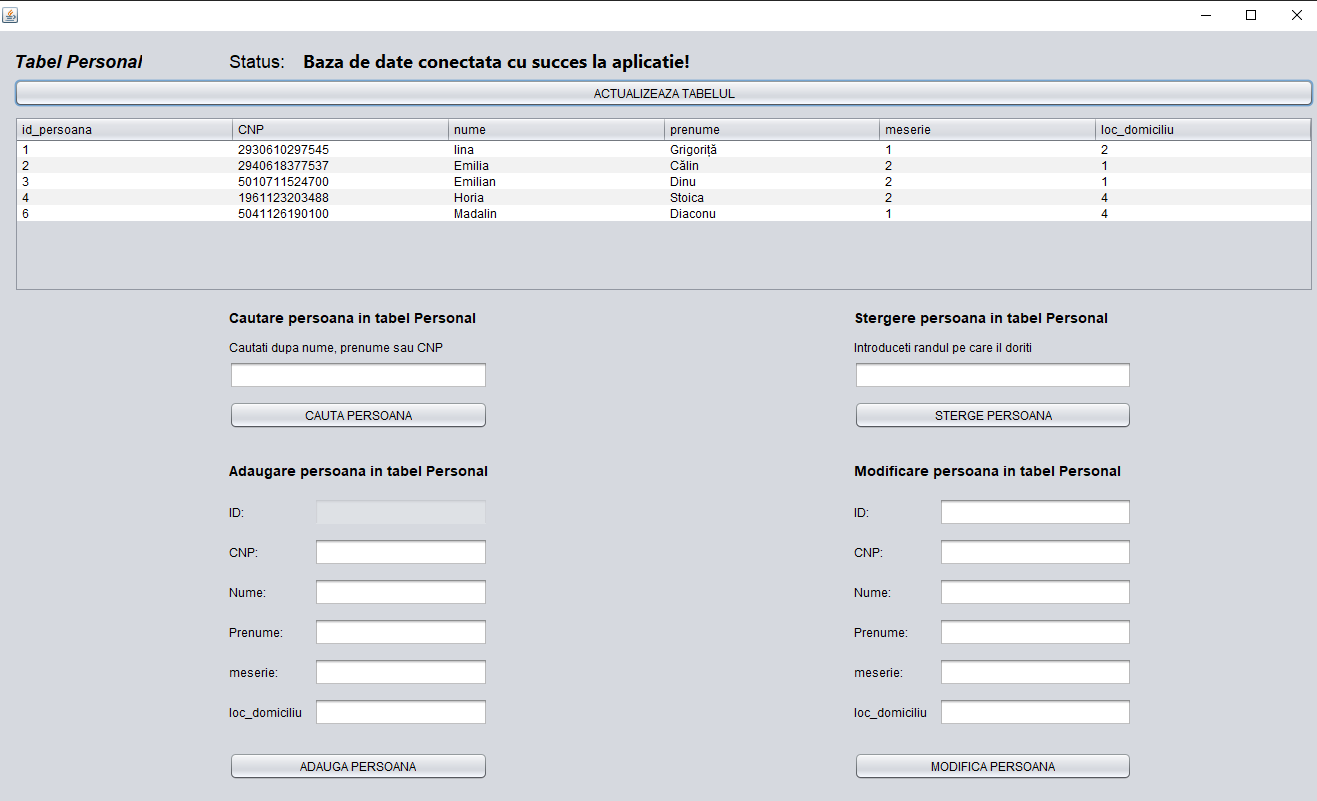 Tabel Personal Status: Baza de date conectata cu succes la aplicatie!
ACTUALIZEAZA TABELUL
id_persoana CNP nume prenume meserie loc_domiciliu
1 2930610297545 Iina Grigoriță 1 2
2 2940618377537 Emilia Călin 2 1
3 5010711524700 Emilian Dinu 2 1
4 1961123203488 Horia Stoica 2 4
6 5041126190100 Madalin Diaconu 1 4
Cautare persoana in tabel Personal
Cautati dupa nume, prenume sau CNP
CAUTA PERSOANA
Stergere persoana in tabel Personal
Introduceti randul pe care il doriti
STERGE PERSOANA
Adaugare persoana in tabel Personal
ID:
CNP:
Nume:
Prenume:
meserie:
loc_domiciliu
ADAUGA PERSOANA
Modificare persoana in tabel Personal
ID:
CNP:
Nume:
Prenume:
meserie:
loc_domiciliu
MODIFICA PERSOANA